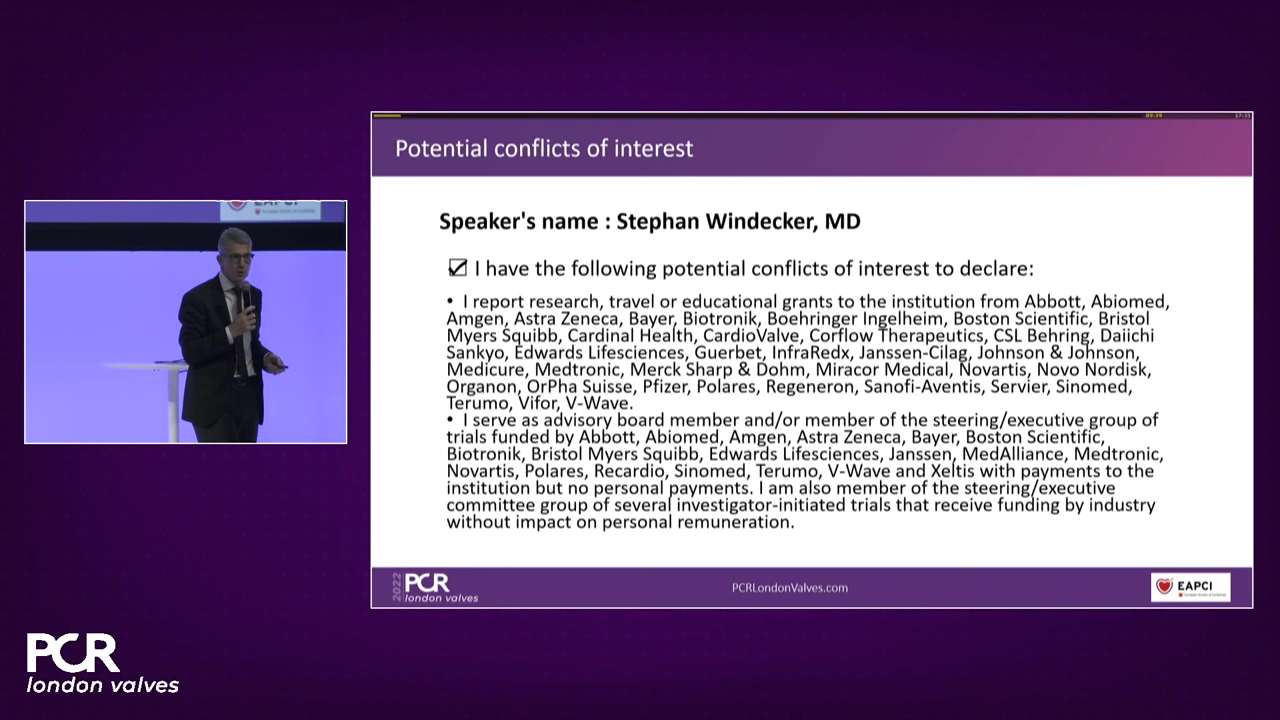 Potential conflicts of interest
Speaker's name : Stephan Windecker, MD
I have the following potential conflicts of interest to declare:
• I report research, travel or educational grants to the institution from Abbott, Abiomed,
Amgen, Astra Zeneca, Bayer, Biotronik, Boehringer Ingelheim, Boston Scientific, Bristol
Myers Squibb, Cardinal Health, CardioValve, Corflow Therapeutics, CSL Behring, Daiichi
Sankyo, Edwards Lifesciences, Guerbet, InfraRedx, Janssen-Cilag, Johnson & Johnson,
Medicure, Medtronic, Merck Sharp & Dohm, Miracor Medical, Novartis, Novo Nordisk,
Organon, OrPha Suisse, Pfizer, Polares, Regeneron, Sanofi-Aventis, Servier, Sinomed,
Terumo, Vifor, V-Wave.
• I serve as advisory board member and/or member of the steering/executive group of
trials funded by Abbott, Abiomed, Amgen, Astra Zeneca, Bayer, Boston Scientific,
Biotronik, Bristol Myers Squibb, Edwards Lifesciences, Janssen, MedAlliance, Medtronic,
Novartis, Polares, Recardio, Sinomed, Terumo, V-Wave and Xeltis with payments to the
institution but no personal payments. I am also member of the steering/executive
committee group of several investigator-initiated trials that receive funding by industry
without impact on personal remuneration.
2022
PCR
london valves
PCRLondonValves.com
EAPCI
PCR
london valves